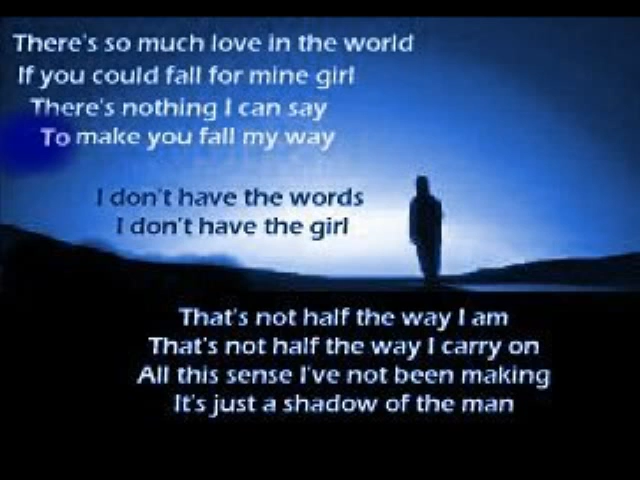 There's so much love in the world
If you could fall for mine girl
There's nothing I can say
To make you fall my way
I don't have the words
I don't have the girl
That's not half the way I am
That's not half the way I carry on
All this sense I've not been making
It's just a shadow of the man